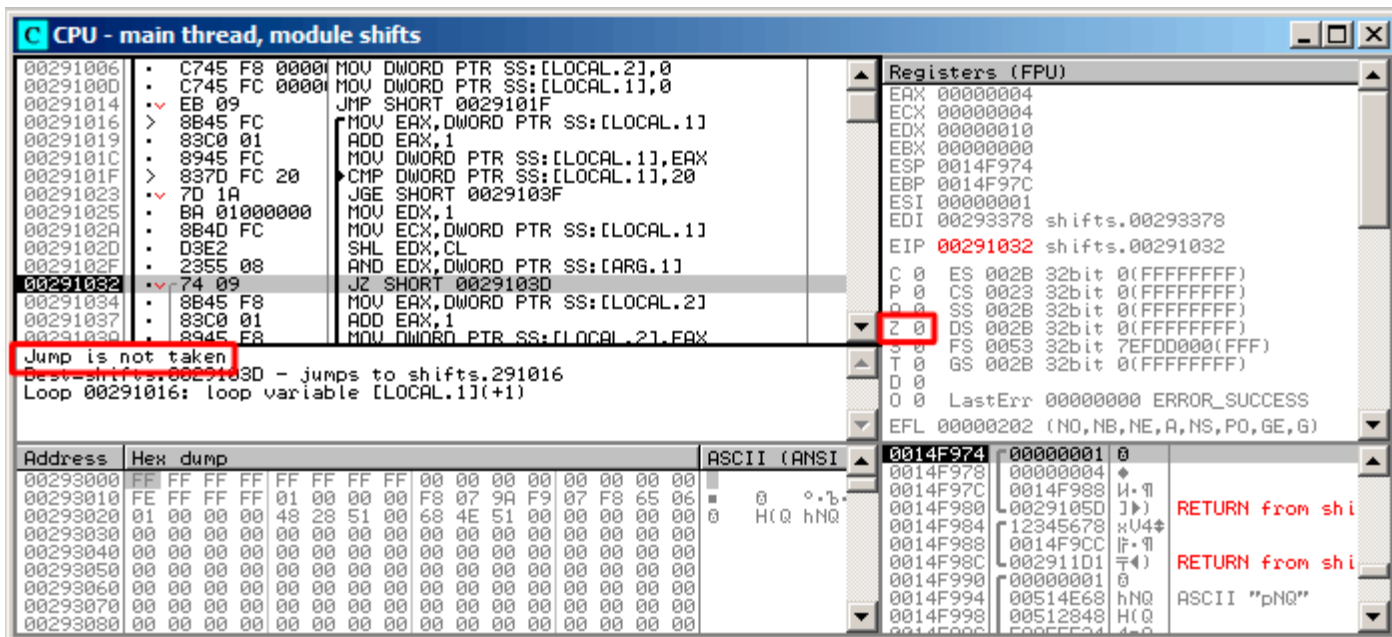 C CPU - main thread, module shifts
00291006 · C745 F8 0000 MOV DWORD PTR SS:[LOCAL.2],0
0029100D · C745 FC 0000 MOV DWORD PTR SS:[LOCAL.1],0
00291014 · EB 09 JMP SHORT 0029101F
00291016 > 8B45 FC MOV EAX,DWORD PTR SS:[LOCAL.1]
00291019 · 83C0 01 ADD EAX,1
0029101C · 8945 FC MOV DWORD PTR SS:[LOCAL.1],EAX
0029101F > 837D FC 20 CMP DWORD PTR SS:[LOCAL.1],20
00291023 · 7D 1A JGE SHORT 0029103F
00291025 · BA 01000000 MOV EDX,1
0029102A · 8B4D FC MOV ECX,DWORD PTR SS:[LOCAL.1]
0029102D · D3E2 SHL EDX,CL
0029102F · 2355 08 AND EDX,DWORD PTR SS:[ARG.1]
00291032 · 74 09 JZ SHORT 0029103D
00291034 · 8B45 F8 MOV EAX,DWORD PTR SS:[LOCAL.2]
00291037 · 83C0 01 ADD EAX,1
0029103A · 8945 F8 MOV DWORD PTR SS:[LOCAL.2],EAX
Jump is not taken
Dest=shifts.0029103D - jumps to shifts.291016
Loop 00291016: loop variable [LOCAL.1](+1)
Registers (FPU)
EAX 00000004
ECX 00000004
EDX 00000010
EBX 00000000
ESP 0014F974
EBP 0014F97C
ESI 00000001
EDI 00293378 shifts.00293378
EIP 00291032 shifts.00291032
C 0 ES 002B 32bit 0(FFFFFFFF)
P 0 CS 0023 32bit 0(FFFFFFFF)
A 0 SS 002B 32bit 0(FFFFFFFF)
Z 0 DS 002B 32bit 0(FFFFFFFF)
S 0 FS 0053 32bit 7EFDD000(FFF)
T 0 GS 002B 32bit 0(FFFFFFFF)
D 0
O 0 LastErr 00000000 ERROR_SUCCESS
EFL 00000202 (NO,NB,NE,A,NS,PO,GE,G)
Address Hex dump ASCII (ANSI
00293000 FF FF FF FF FF FF FF FF 00 00 00 00 00 00 00 00
00293010 FE FF FF FF 01 00 00 00 F8 07 9A F9 07 F8 65 06
00293020 01 00 00 00 48 28 51 00 68 4E 51 00 00 00 00 00 H(Q hNQ
00293030 00 00 00 00 00 00 00 00 00 00 00 00 00 00 00 00
00293040 00 00 00 00 00 00 00 00 00 00 00 00 00 00 00 00
00293050 00 00 00 00 00 00 00 00 00 00 00 00 00 00 00 00
00293060 00 00 00 00 00 00 00 00 00 00 00 00 00 00 00 00
00293070 00 00 00 00 00 00 00 00 00 00 00 00 00 00 00 00
00293080 00 00 00 00 00 00 00 00 00 00 00 00 00 00 00 00
0014F974 00000001
0014F978 00000004 ♦
0014F97C 0014F988
0014F980 0029105D RETURN from shi
0014F984 12345678 xV4‡
0014F988 0014F9CC
0014F98C 002911D1 RETURN from shi
0014F990 00000001
0014F994 00514E68 hNQ ASCII "pNQ"
0014F998 00512848 H(Q